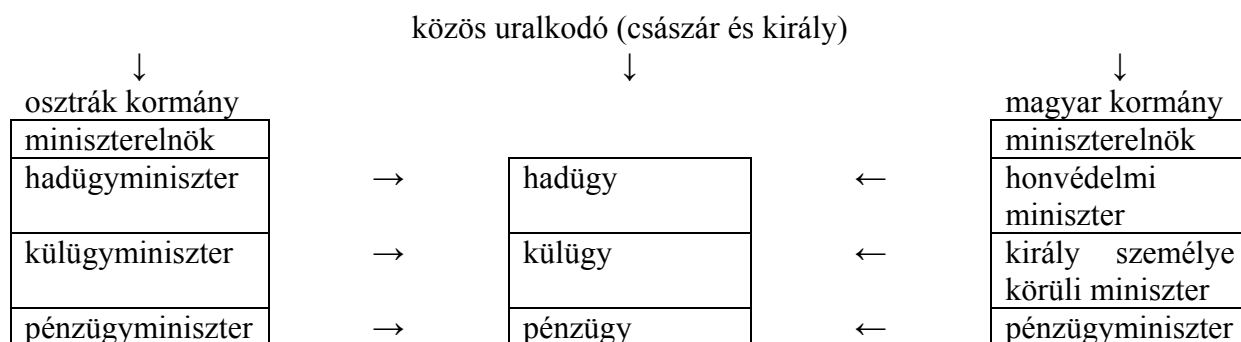 közös uralkodó (császár és király)
↓ ↓ ↓
osztrák kormány magyar kormány
miniszterelnök miniszterelnök
hadügyminiszter → hadügy ← honvédelmi
miniszter
külügyminiszter → külügy ← király személye
körüli miniszter
pénzügyminiszter → pénzügy ← pénzügyminiszter